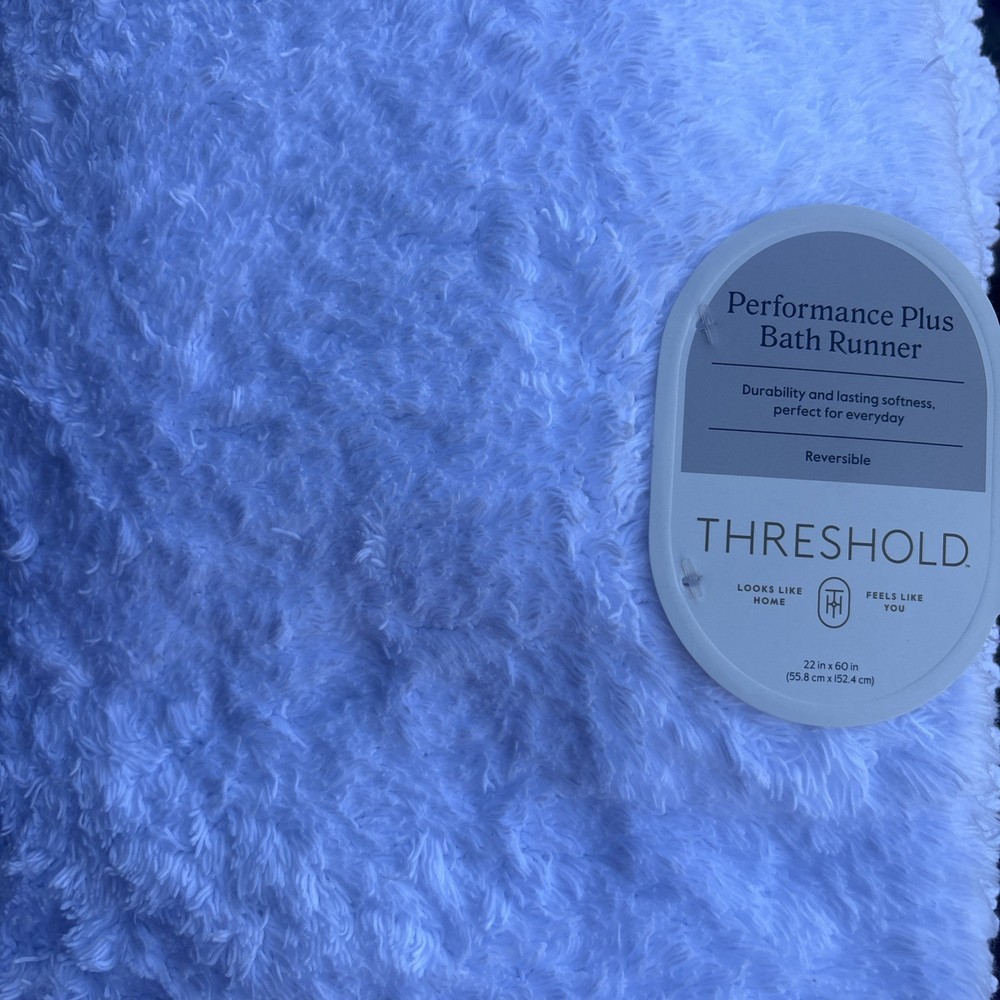 Performance Plus
Bath Runner
Durability and lasting softness,
perfect for everyday
Reversible
THRESHOLD™
LOOKS LIKE
HOME
FEELS LIKE
YOU
22 in x 60 in
(55.8 cm x 152.4 cm)